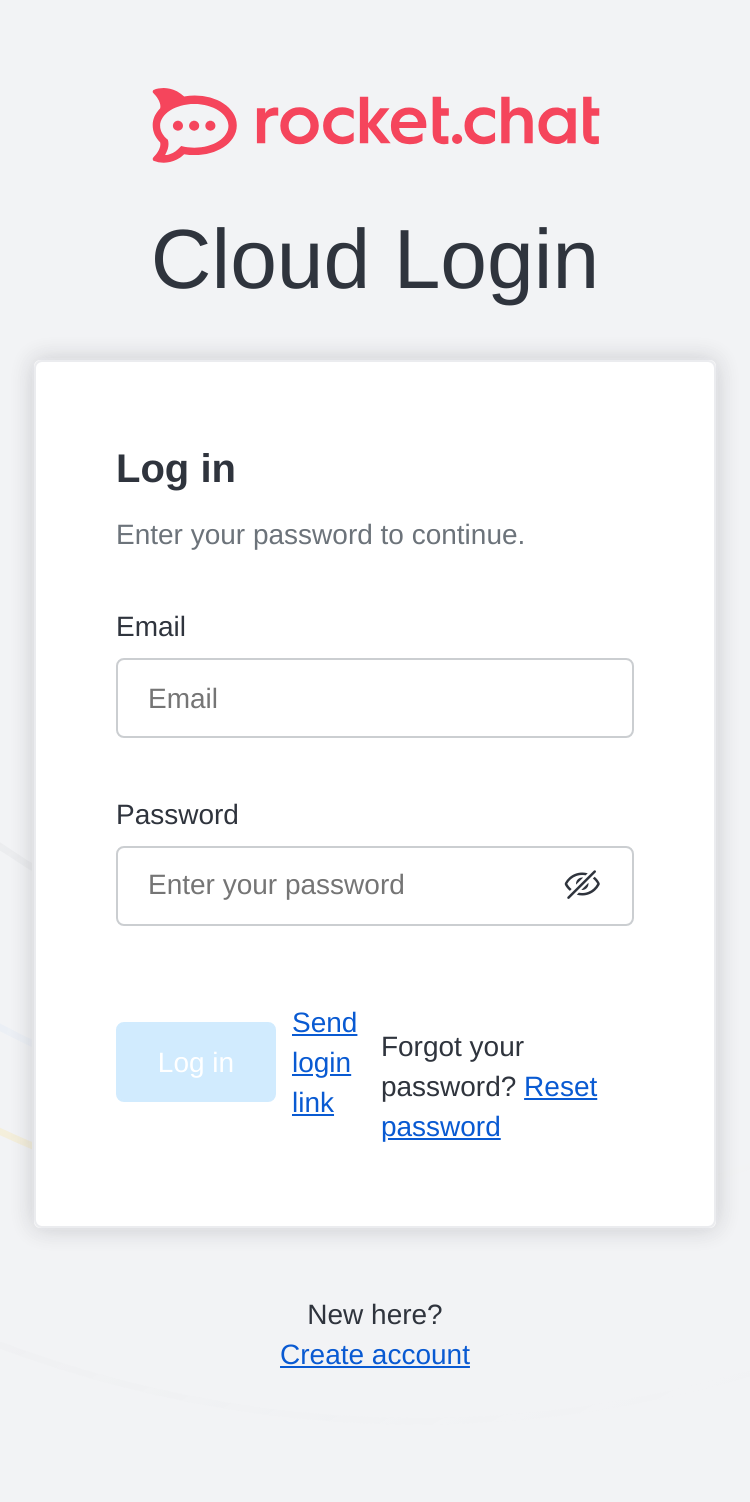 rocket.chat
Cloud Login
Log in
Enter your password to continue.
Email
Email
Password
Enter your password
Log in
Send
login
link
Forgot your
password? Reset
password
New here?
Create account